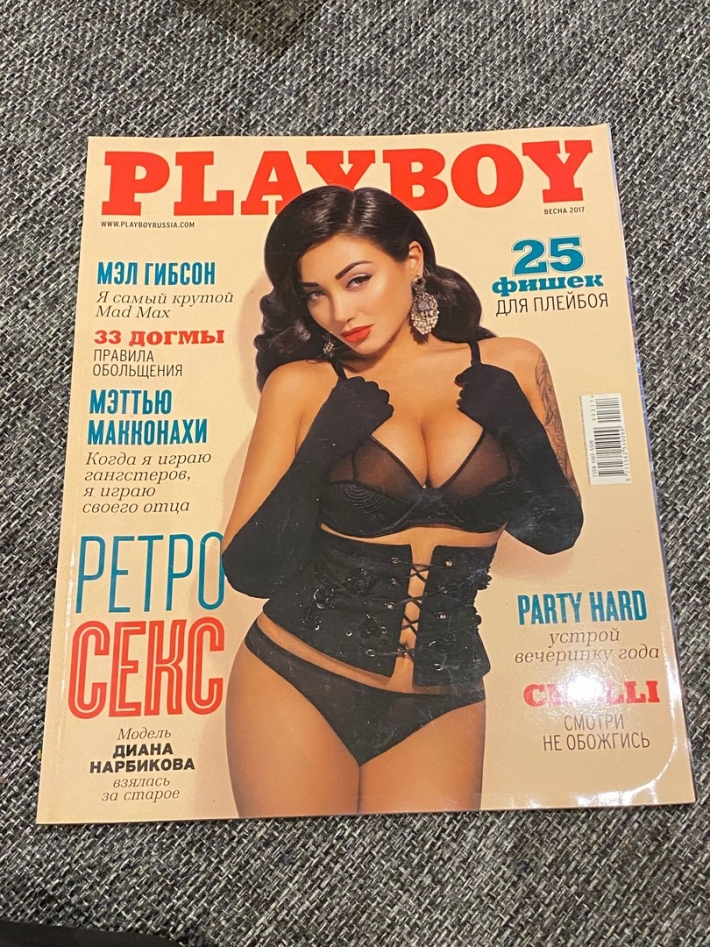 PLAYBOY
WWW.PLAYBOYRUSSIA.COM
ВЕСНА 2017
МЭЛ ГИБСОН
Я самый крутой
Mad Max
33 ДОГМЫ
ПРАВИЛА
ОБОЛЬЩЕНИЯ
МЭТТЬЮ
МАККОНАХИ
Когда я играю
гангстеров,
я играю
своего отца
РЕТРО
СЕКС
Модель
ДИАНА
НАРБИКОВА
взялась
за старое
25
фишек
ДЛЯ ПЛЕЙБОЯ
PARTY HARD
устрой
вечеринку года
СМОТРИ
НЕ ОБОЖГИСЬ